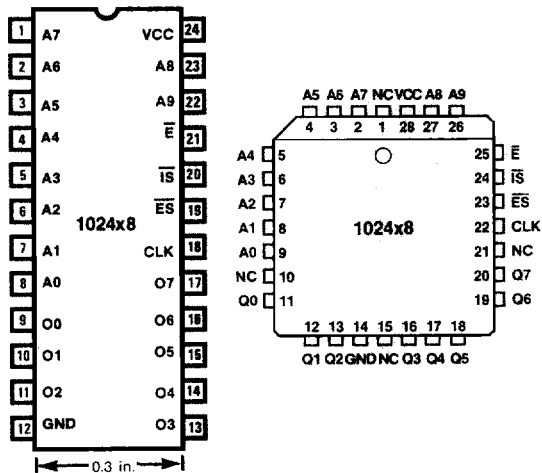 1 A7 VCC 24
2 A6 A8 23
3 A5 A9 22
4 A4 E̅ 21
5 A3 I̅S̅ 20
6 A2 E̅S̅ 19
1024x8
7 A1 CLK 18
8 A0 O7 17
9 O0 O6 16
10 O1 O5 15
11 O2 O4 14
12 GND O3 13
0.3 in.
A5 A6 A7 NC VCC A8 A9
4 3 2 1 28 27 26
A4 5 25 E̅
A3 6 24 I̅S̅
A2 7 23 E̅S̅
A1 8 1024x8 22 CLK
A0 9 21 NC
NC 10 20 Q7
Q0 11 19 Q6
12 13 14 15 16 17 18
Q1 Q2 GND NC Q3 Q4 Q5